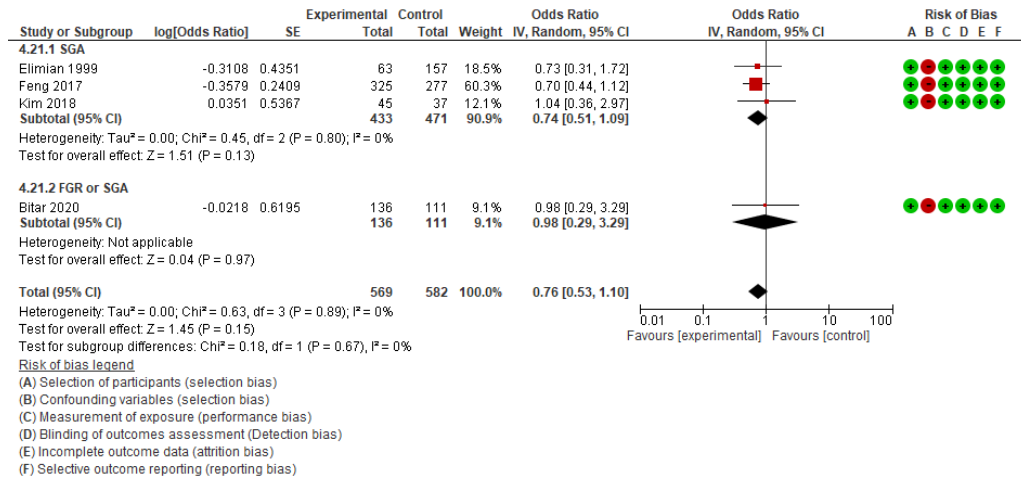 Experimental Control Odds Ratio Odds Ratio Risk of Bias
Study or Subgroup log[Odds Ratio] SE Total Total Weight IV, Random, 95% CI IV, Random, 95% CI A B C D E F
4.21.1 SGA
Elimian 1999 -0.3108 0.4351 63 157 18.5% 0.73 [0.31, 1.72] + - + + + +
Feng 2017 -0.3579 0.2409 325 277 60.3% 0.70 [0.44, 1.12] + - + + + +
Kim 2018 0.0351 0.5367 45 37 12.1% 1.04 [0.36, 2.97] + - + + + +
Subtotal (95% CI) 433 471 90.9% 0.74 [0.51, 1.09]
Heterogeneity: Tau² = 0.00; Chi² = 0.45, df = 2 (P = 0.80); I² = 0%
Test for overall effect: Z = 1.51 (P = 0.13)
4.21.2 FGR or SGA
Bitar 2020 -0.0218 0.6195 136 111 9.1% 0.98 [0.29, 3.29] + - + + + +
Subtotal (95% CI) 136 111 9.1% 0.98 [0.29, 3.29]
Heterogeneity: Not applicable
Test for overall effect: Z = 0.04 (P = 0.97)
Total (95% CI) 569 582 100.0% 0.76 [0.53, 1.10]
Heterogeneity: Tau² = 0.00; Chi² = 0.63, df = 3 (P = 0.89); I² = 0%
Test for overall effect: Z = 1.45 (P = 0.15)
Test for subgroup differences: Chi² = 0.18, df = 1 (P = 0.67), I² = 0%
0.01 0.1 1 10 100
Favours [experimental] Favours [control]
Risk of bias legend
(A) Selection of participants (selection bias)
(B) Confounding variables (selection bias)
(C) Measurement of exposure (performance bias)
(D) Blinding of outcomes assessment (Detection bias)
(E) Incomplete outcome data (attrition bias)
(F) Selective outcome reporting (reporting bias)